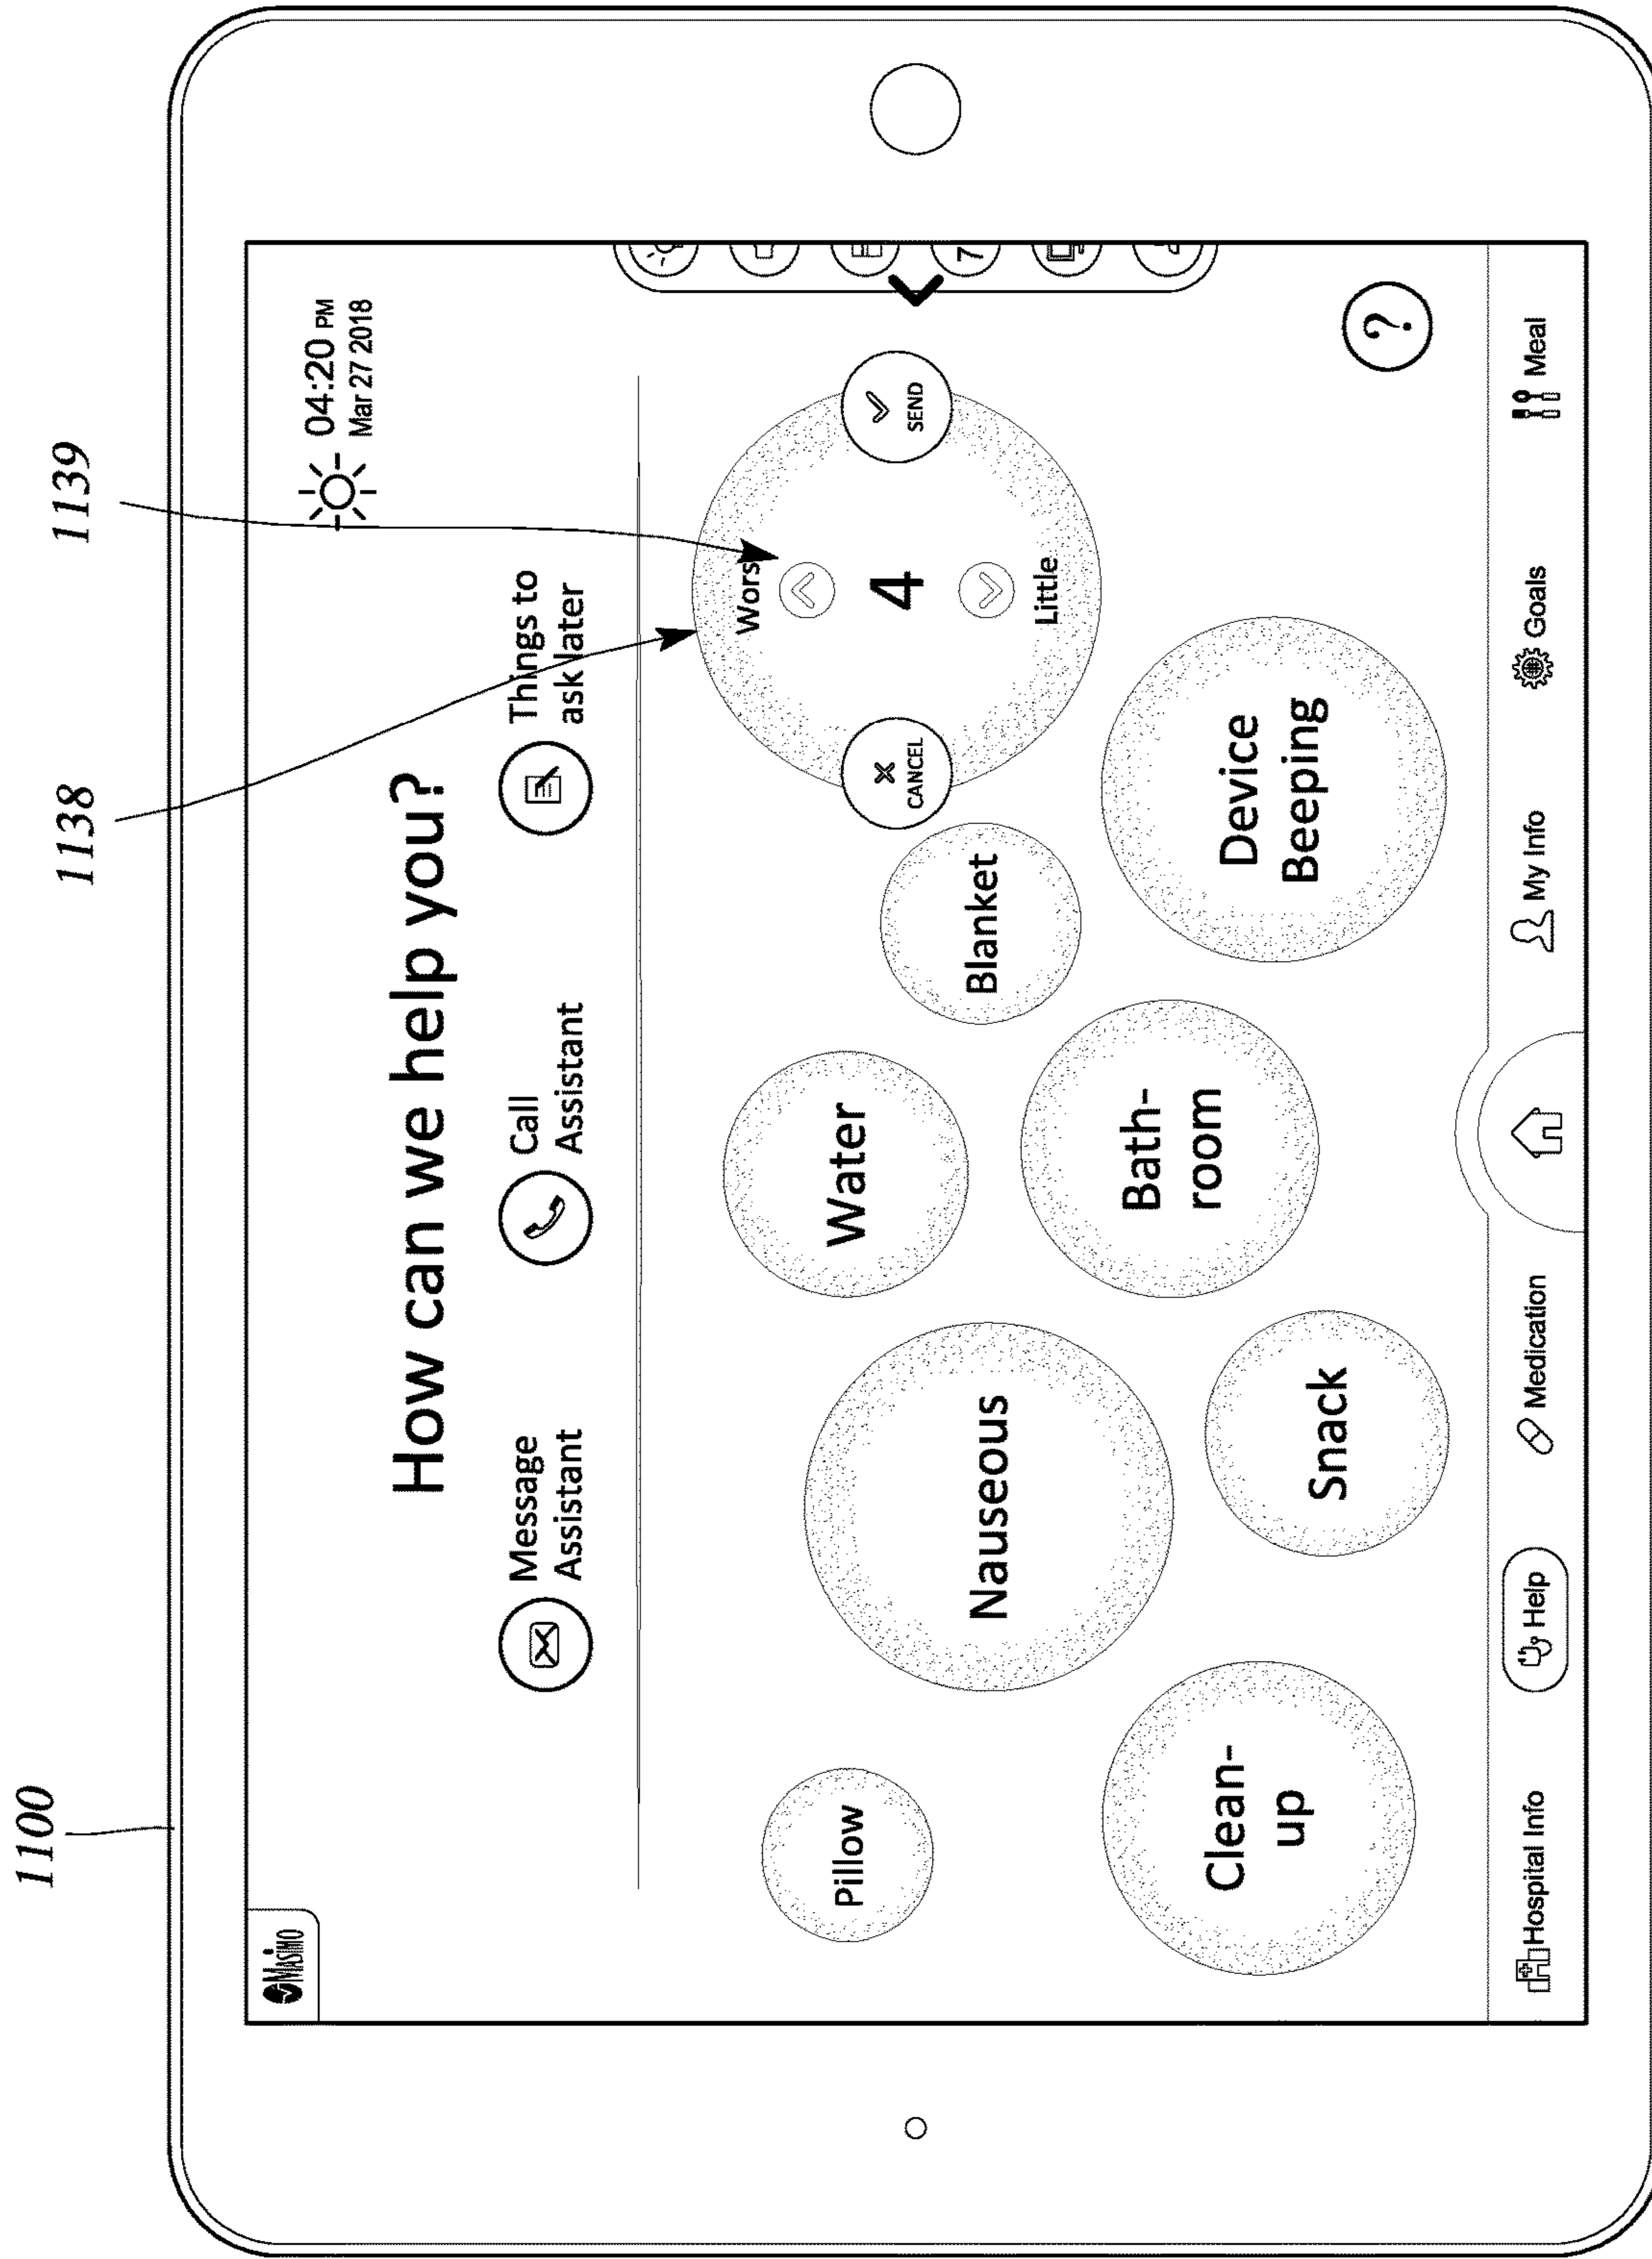 1100
1138
1139
MASIMO
04:20 PM
Mar 27 2018
How can we help you?
Message
Assistant
Call
Assistant
Things to
ask later
Pillow
Nauseous
Water
Blanket
Wors
4
Little
CANCEL
SEND
7
Clean-
up
Snack
Bath-
room
Device
Beeping
?
Hospital Info
Help
Medication
My Info
Goals
Meal